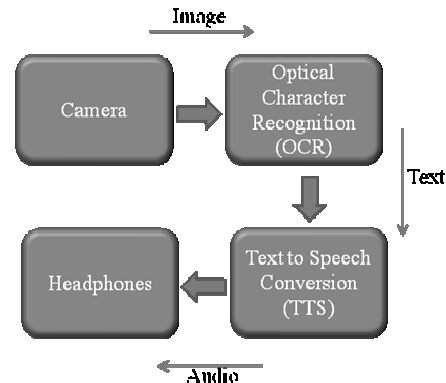 Image
Camera
Optical
Character
Recognition
(OCR)
Text
Headphones
Text to Speech
Conversion
(TTS)
Audio